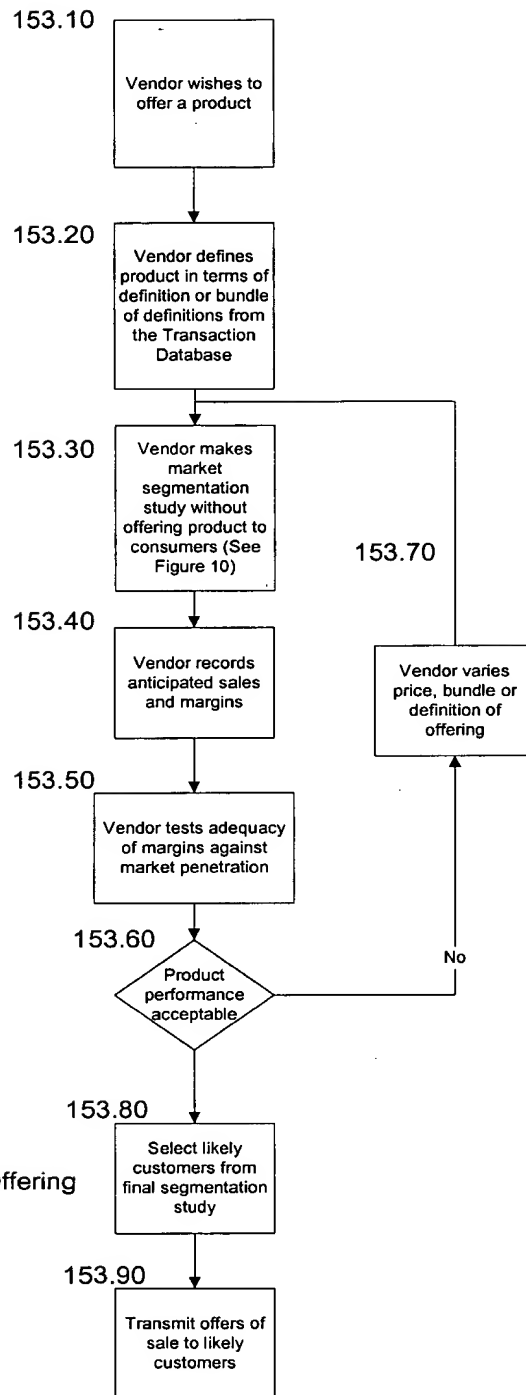 153.10
Vendor wishes to
offer a product
153.20
Vendor defines
product in terms of
definition or bundle
of definitions from
the Transaction
Database
153.30
Vendor makes
market
segmentation
study without
offering product to
consumers (See
Figure 10)
153.70
153.40
Vendor records
anticipated sales
and margins
Vendor varies
price, bundle or
definition of
offering
153.50
Vendor tests adequacy
of margins against
market penetration
153.60
Product
performance
acceptable
No
153.80
Select likely
customers from
final segmentation
study
153.90
Transmit offers of
sale to likely
customers